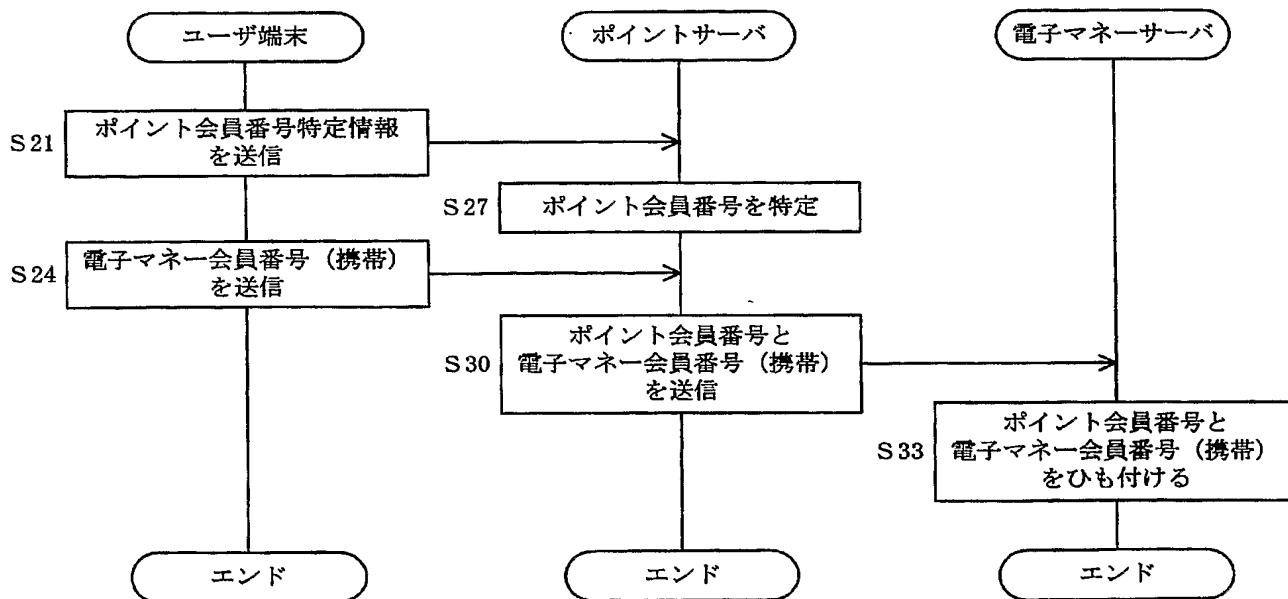 ユーザ端末
ポイントサーバ
電子マネーサーバ
S21
ポイント会員番号特定情報
を送信
S27
ポイント会員番号を特定
S24
電子マネー会員番号（携帯）
を送信
S30
ポイント会員番号と
電子マネー会員番号（携帯）
を送信
S33
ポイント会員番号と
電子マネー会員番号（携帯）
をひも付ける
エンド
エンド
エンド